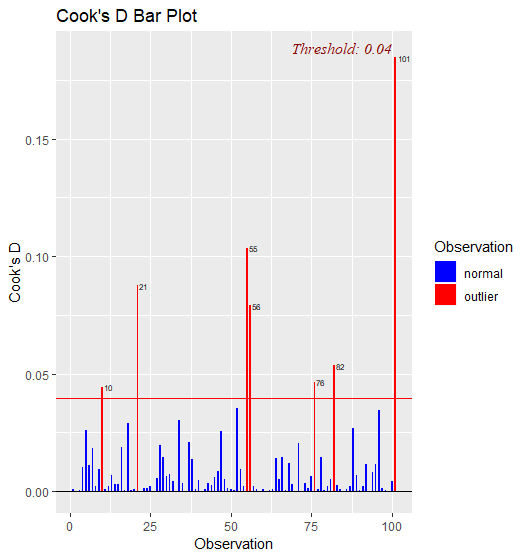 Cook's D Bar Plot
Threshold: 0.04
101
0.15
55
0.10
21
56
82
0.05
76
10
0.00
0 25 50 75 100
Observation
Cook's D
Observation
normal
outlier